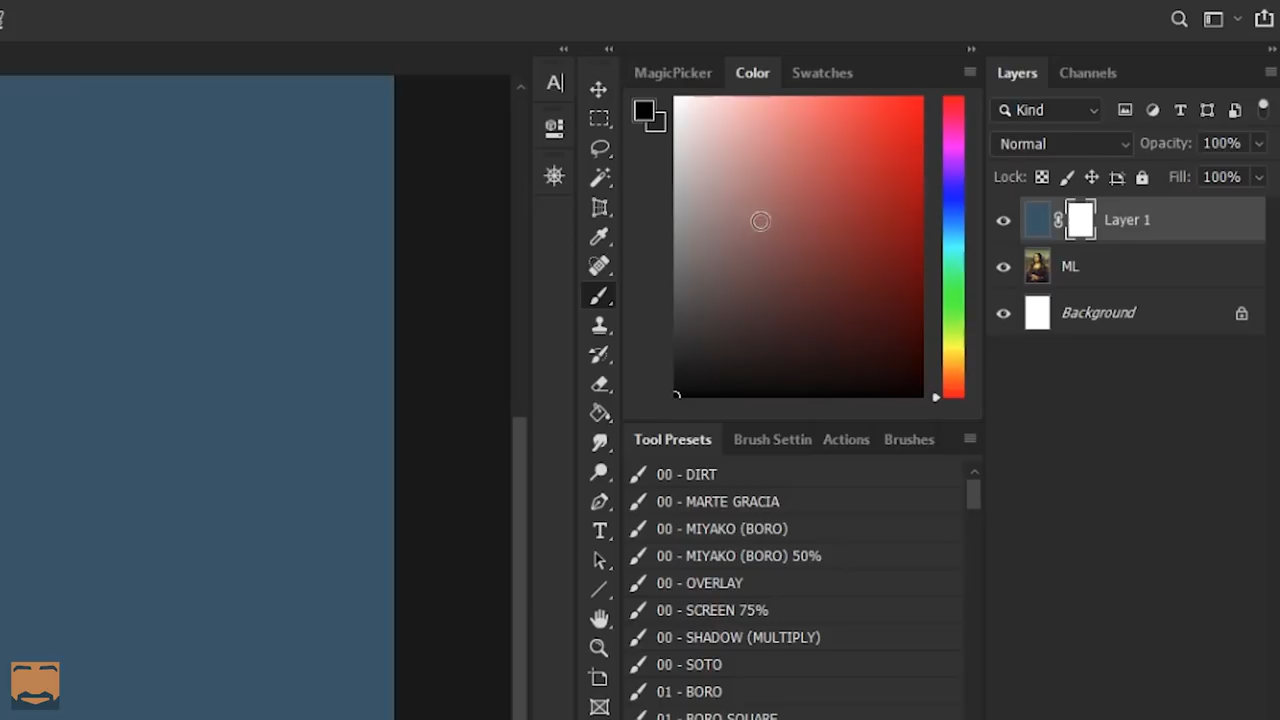 MagicPicker Color Swatches
Layers Channels
Kind
Normal Opacity: 100%
Lock: Fill: 100%
Layer 1
ML
Background
Tool Presets Brush Settin Actions Brushes
00 - DIRT
00 - MARTE GRACIA
00 - MIYAKO (BORO)
00 - MIYAKO (BORO) 50%
00 - OVERLAY
00 - SCREEN 75%
00 - SHADOW (MULTIPLY)
00 - SOTO
01 - BORO
01 - BORO SQUARE